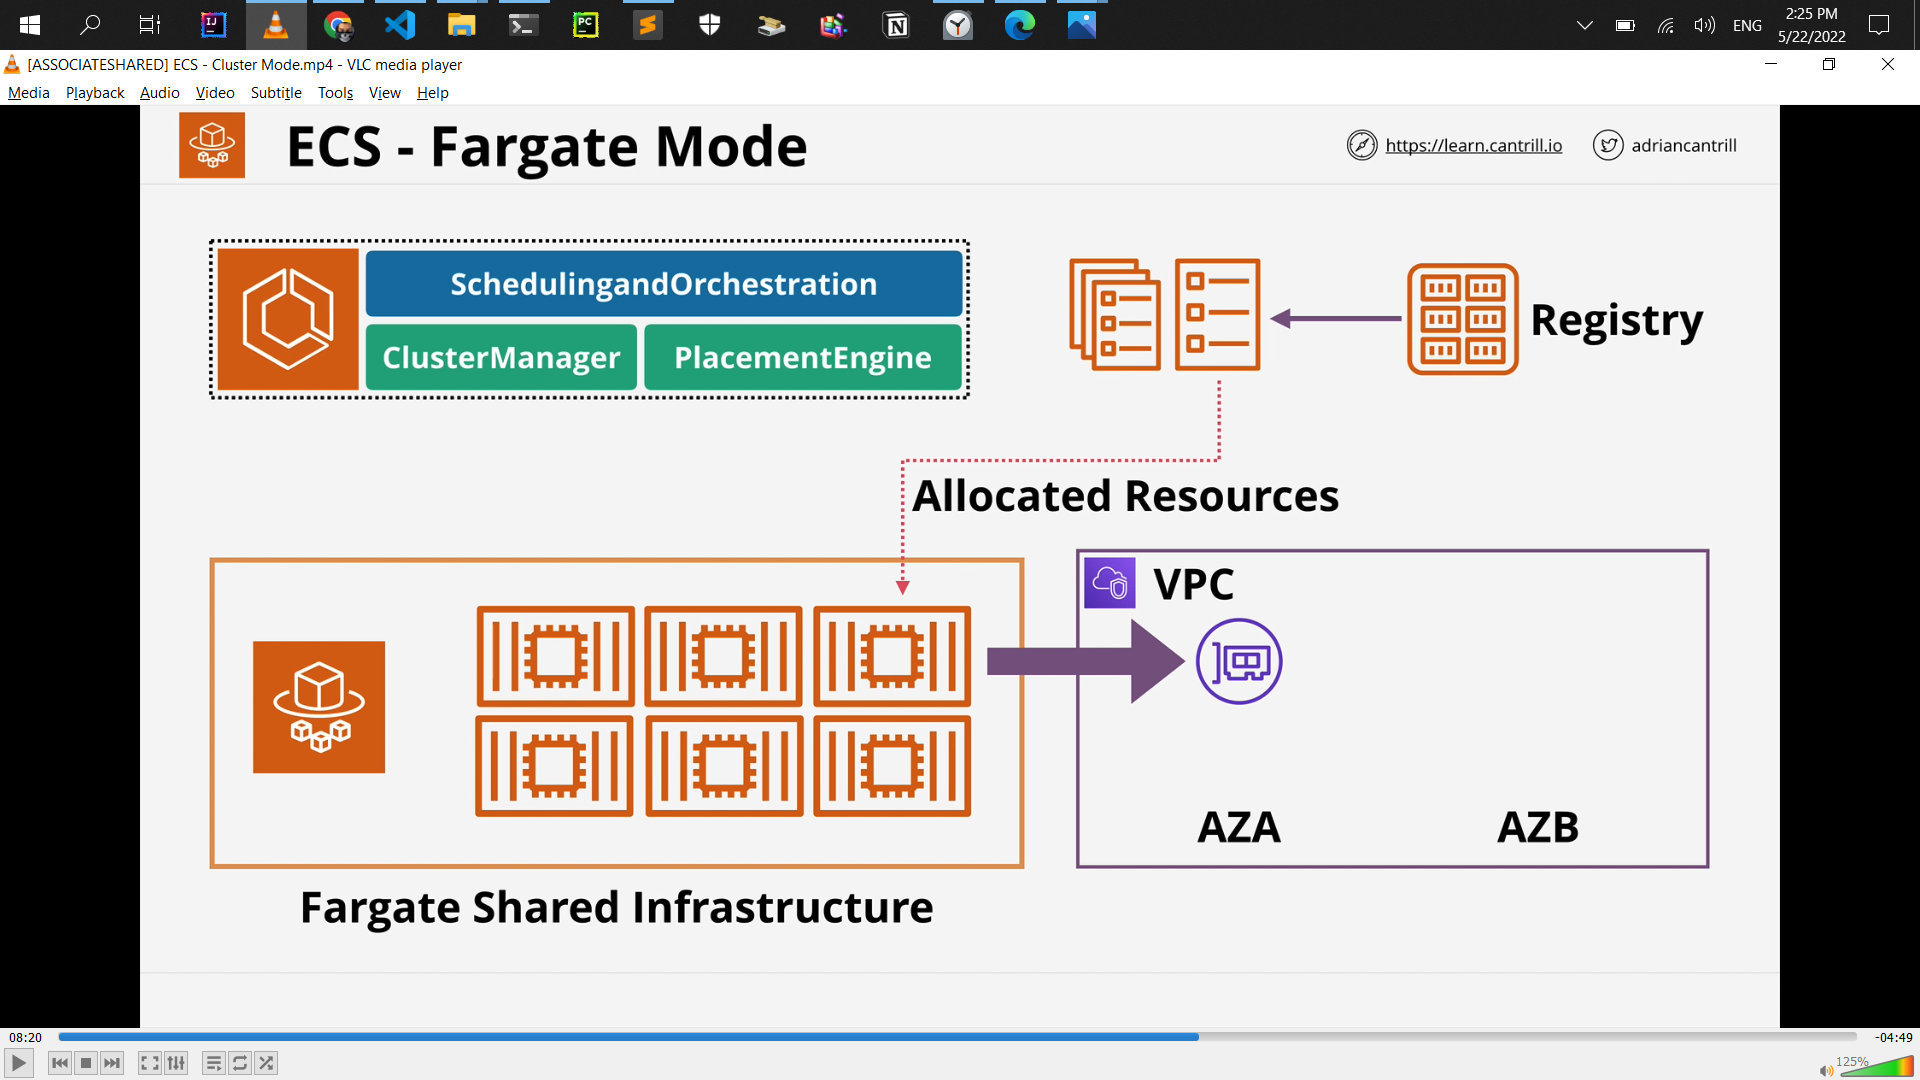 2:25 PM
ENG
5/22/2022
[ASSOCIATESHARED] ECS - Cluster Mode.mp4 - VLC media player
Media Playback Audio Video Subtitle Tools View Help
ECS - Fargate Mode
https://learn.cantrill.io
adriancantrill
SchedulingandOrchestration
ClusterManager
PlacementEngine
Registry
Allocated Resources
VPC
AZA
AZB
Fargate Shared Infrastructure
08:20
-04:49
125%